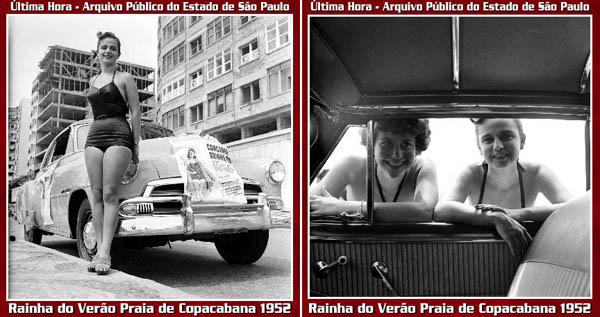 Última Hora - Arquivo Público do Estado de São Paulo
Rainha do Verão Praia de Copacabana 1952
Última Hora - Arquivo Público do Estado de São Paulo
Rainha do Verão Praia de Copacabana 1952